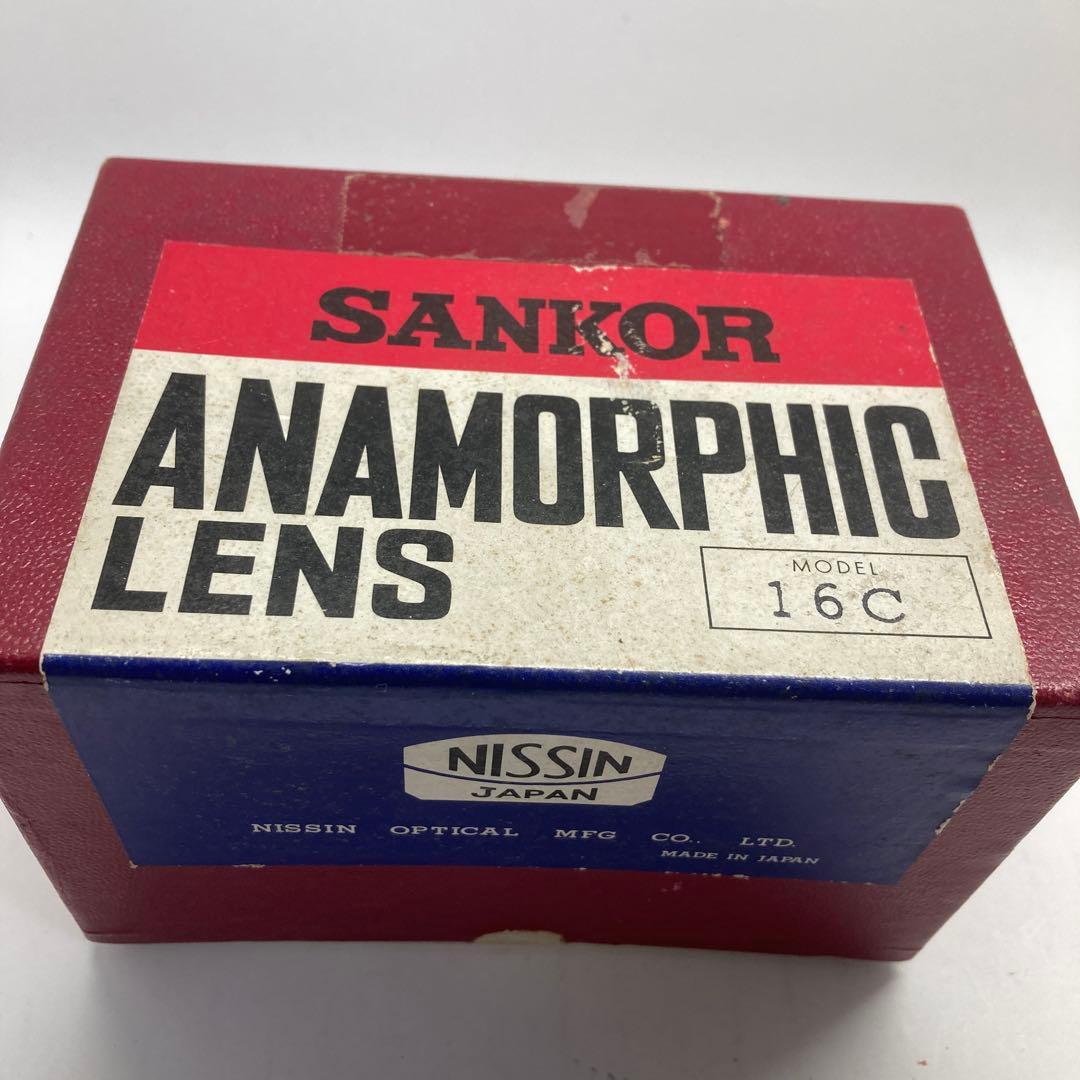 SANKOR
ANAMORPHIC
LENS
MODEL
16C
NISSIN
JAPAN
NISSIN OPTICAL MFG CO., LTD.
MADE IN JAPAN